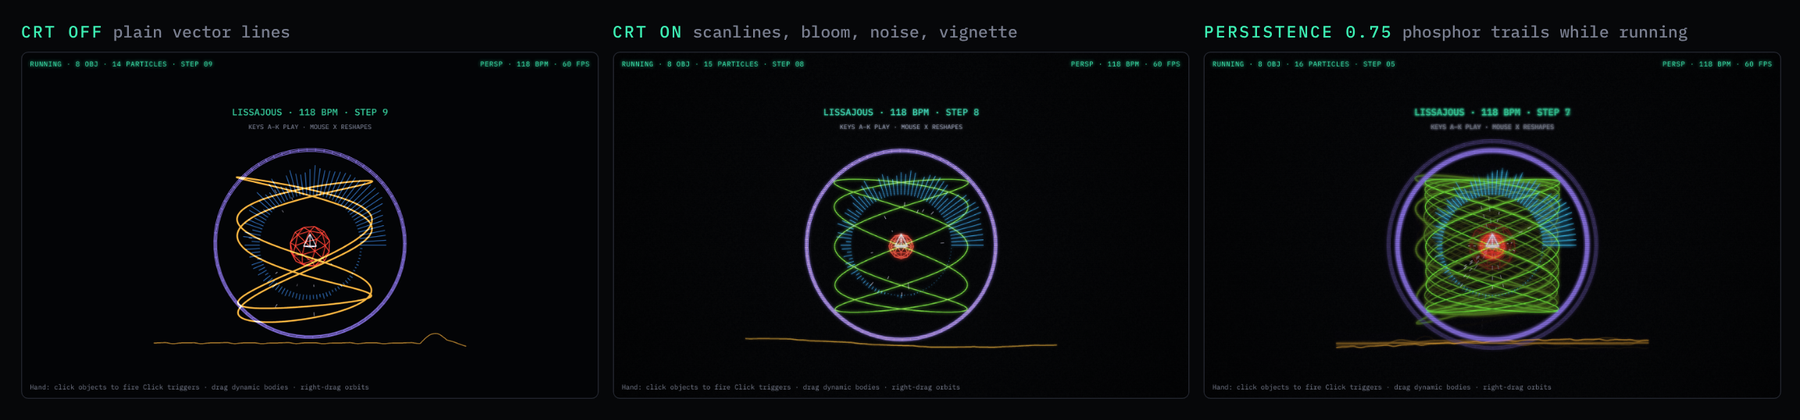 CRT OFF plain vector lines
RUNNING · 8 OBJ · 14 PARTICLES · STEP 09
PERSP · 118 BPM · 60 FPS
LISSAJOUS · 118 BPM · STEP 9
KEYS A-K PLAY · MOUSE X RESHAPES
Hand: click objects to fire Click triggers · drag dynamic bodies · right-drag orbits
CRT ON scanlines, bloom, noise, vignette
RUNNING · 8 OBJ · 15 PARTICLES · STEP 08
PERSP · 118 BPM · 60 FPS
LISSAJOUS · 118 BPM · STEP 8
KEYS A-K PLAY · MOUSE X RESHAPES
Hand: click objects to fire Click triggers · drag dynamic bodies · right-drag orbits
PERSISTENCE 0.75 phosphor trails while running
RUNNING · 8 OBJ · 16 PARTICLES · STEP 05
PERSP · 118 BPM · 60 FPS
LISSAJOUS · 118 BPM · STEP
KEYS A-K PLAY · MOUSE X RESHAPES
Hand: click objects to fire Click triggers · drag dynamic bodies · right-drag orbits